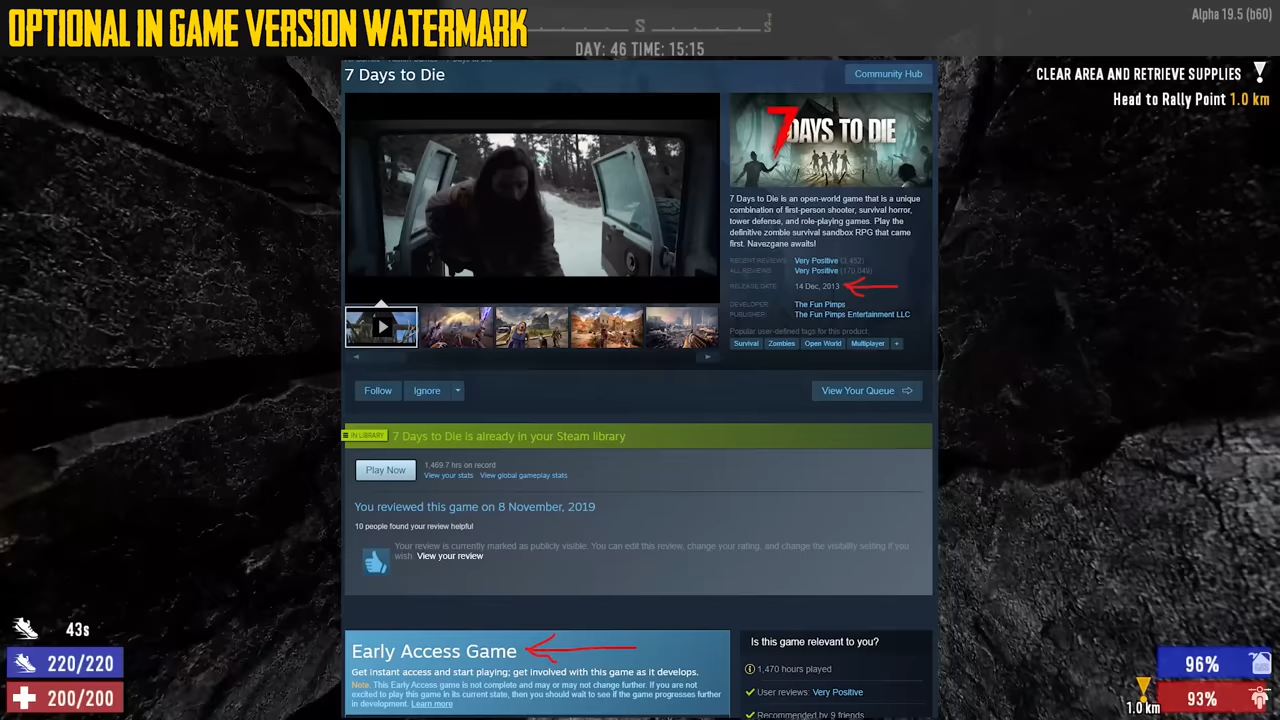 OPTIONAL IN GAME VERSION WATERMARK
S
Alpha 19.5 (b60)
DAY: 46 TIME: 15:15
CLEAR AREA AND RETRIEVE SUPPLIES
Head to Rally Point 1.0 km
7 Days to Die
Community Hub
7 DAYS TO DIE
7 Days to Die is an open-world game that is a unique
combination of first-person shooter, survival horror,
tower defense, and role-playing games. Play the
definitive zombie survival sandbox RPG that came
first. Navezgane awaits!
RECENT REVIEWS: Very Positive (3,452)
ALL REVIEWS: Very Positive (170,049)
RELEASE DATE: 14 Dec, 2013
DEVELOPER: The Fun Pimps
PUBLISHER: The Fun Pimps Entertainment LLC
Popular user-defined tags for this product:
Survival Zombies Open World Multiplayer +
Follow Ignore
View Your Queue
IN LIBRARY
7 Days to Die is already in your Steam library
Play Now
1,469.7 hrs on record
View your stats View global gameplay stats
You reviewed this game on 8 November, 2019
10 people found your review helpful
Your review is currently marked as publicly visible. You can edit this review, change your rating, and change the visibility setting if you
wish View your review
Early Access Game
Get instant access and start playing; get involved with this game as it develops.
Note: This Early Access game is not complete and may or may not change further. If you are not
excited to play this game in its current state, then you should wait to see if the game progresses further
in development. Learn more
Is this game relevant to you?
1,470 hours played
User reviews: Very Positive
Recommended by 9 friends
43s
220/220
200/200
96%
93%
1.0 km